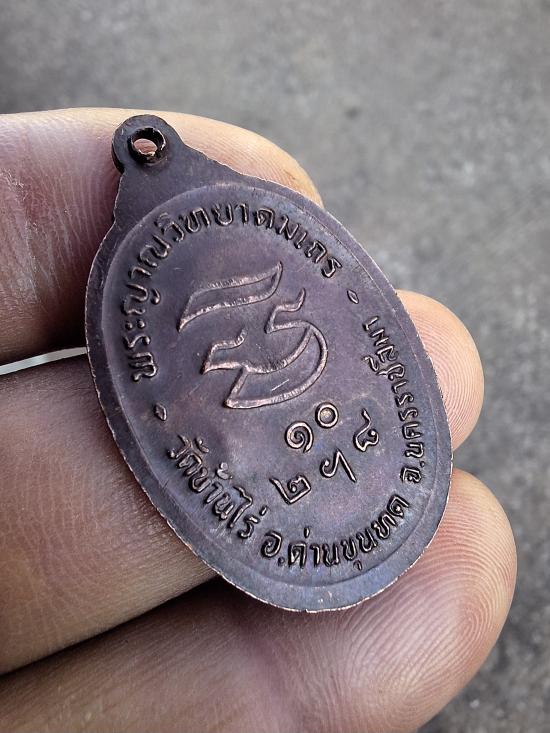 พระญาณวิทยาคมเถร
๑๐
๒๕๓๘
วัดบ้านไร่ อ.ด่านขุนทด จ.นครราชสีมา